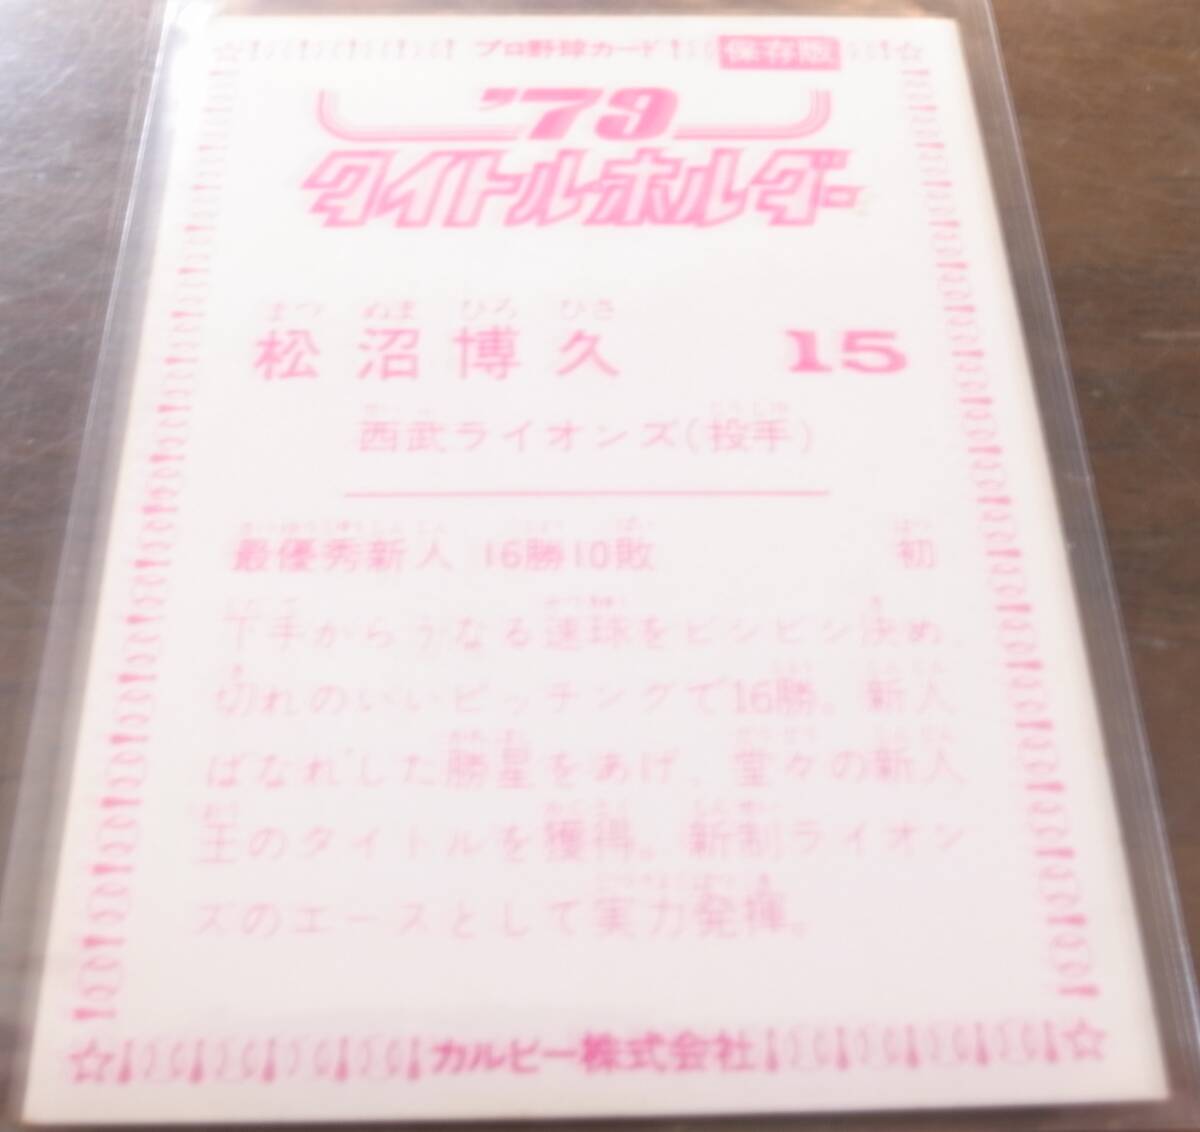 プロ野球カード 保存版
'79
タイトルホルダー
まつ ぬま ひろ ひさ
松沼博久 15
西武ライオンズ(投手)
最優秀新人 16勝10敗 初
下手からうなる速球をビシビシ決め、
切れのいいピッチングで16勝。新人
ばなれした勝星をあげ、堂々の新人
王のタイトルを獲得。新制ライオン
ズのエースとして実力発揮。
カルビー株式会社